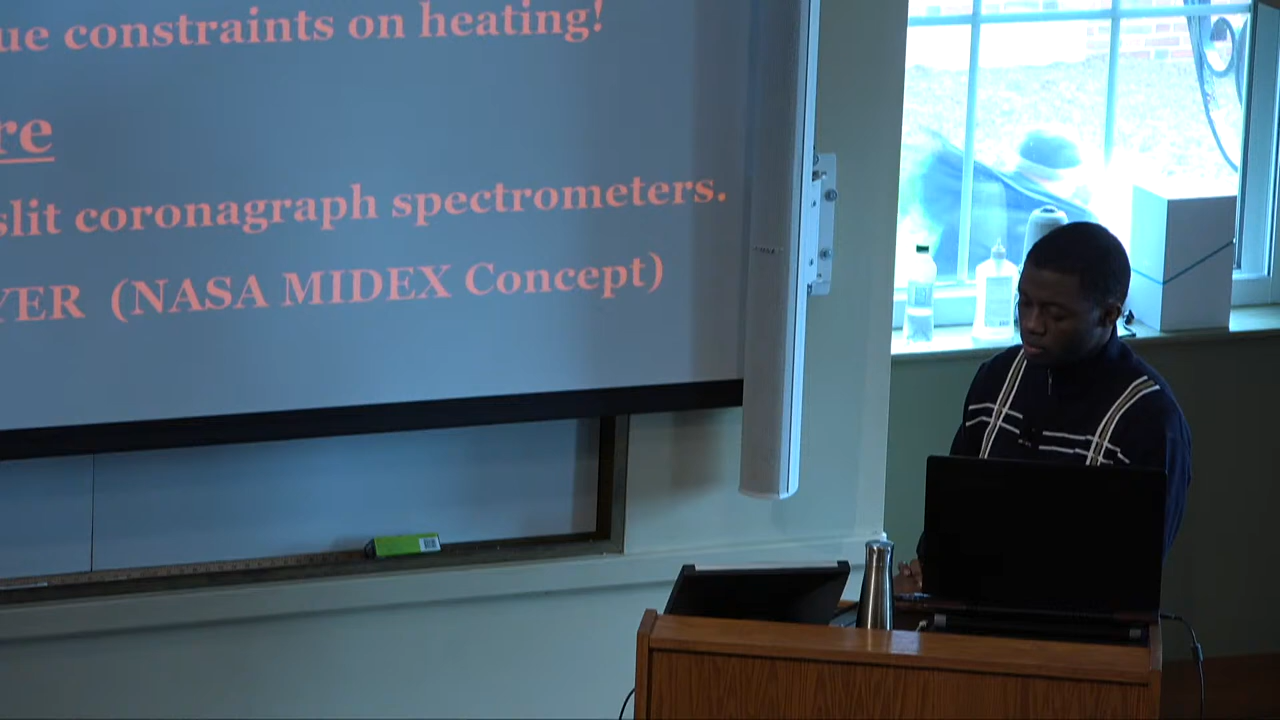 ue constraints on heating!
re
slit coronagraph spectrometers.
YER (NASA MIDEX Concept)